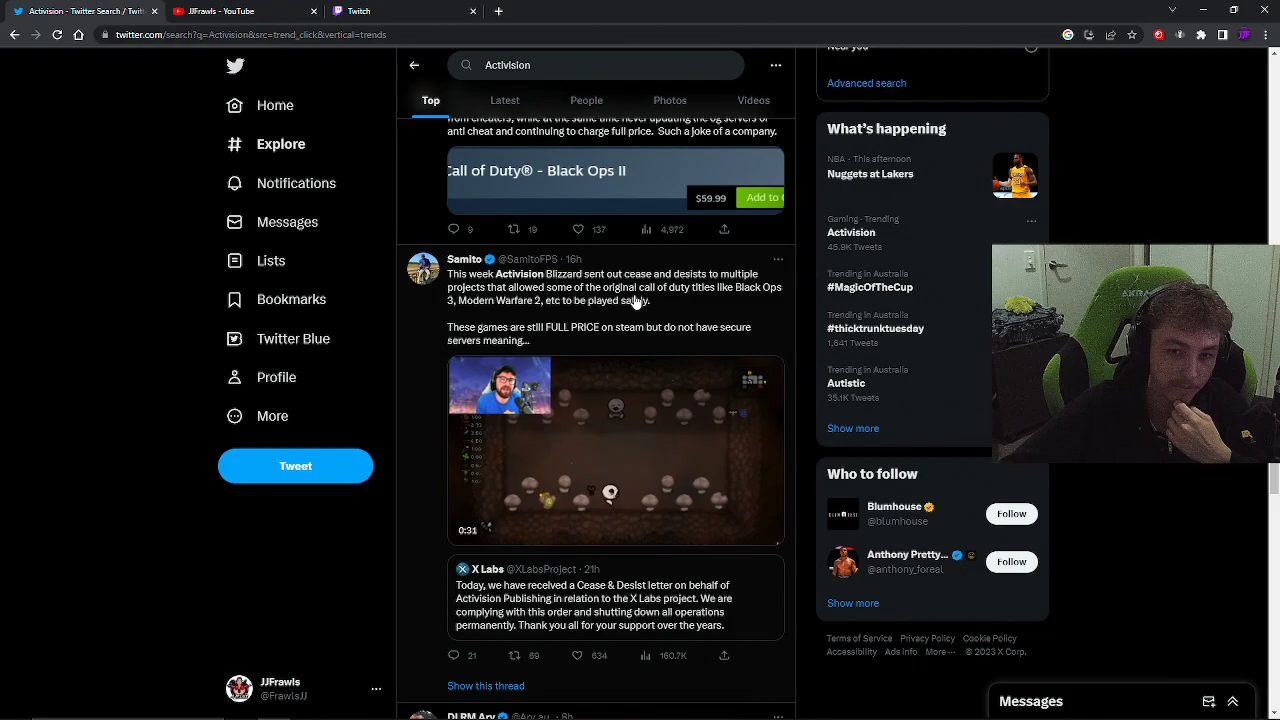 Activision - Twitter Search / Twitt
JJFrawls - YouTube
Twitch
twitter.com/search?q=Activision&src=trend_click&vertical=trends
JJF
Activision
Top
Latest
People
Photos
Videos
Home
Explore
Notifications
Messages
Lists
Bookmarks
Twitter Blue
Profile
More
Tweet
JJFrawls
@FrawlsJJ
from cheaters, while at the same time never updating the og servers or
anti cheat and continuing to charge full price. Such a joke of a company.
Call of Duty® - Black Ops II
$59.99
Add to C
9
19
137
4,972
Samito @SamitoFPS · 16h
This week Activision Blizzard sent out cease and desists to multiple
projects that allowed some of the original call of duty titles like Black Ops
3, Modern Warfare 2, etc to be played safely.
These games are still FULL PRICE on steam but do not have secure
servers meaning...
0:31
X Labs @XLabsProject · 21h
Today, we have received a Cease & Desist letter on behalf of
Activision Publishing in relation to the X Labs project. We are
complying with this order and shutting down all operations
permanently. Thank you all for your support over the years.
21
69
634
160.7K
Show this thread
DLRM Ary @Ary_au · 8h
Near you
Advanced search
What's happening
NBA · This afternoon
Nuggets at Lakers
Gaming · Trending
Activision
45.9K Tweets
Trending in Australia
#MagicOfTheCup
Trending in Australia
#thicktrunktuesday
1,641 Tweets
Trending in Australia
Autistic
35.1K Tweets
Show more
AKRA
Who to follow
Blumhouse
@blumhouse
Follow
Anthony Pretty...
@anthony_foreal
Follow
Show more
Terms of Service Privacy Policy Cookie Policy
Accessibility Ads info More ... © 2023 X Corp.
Messages